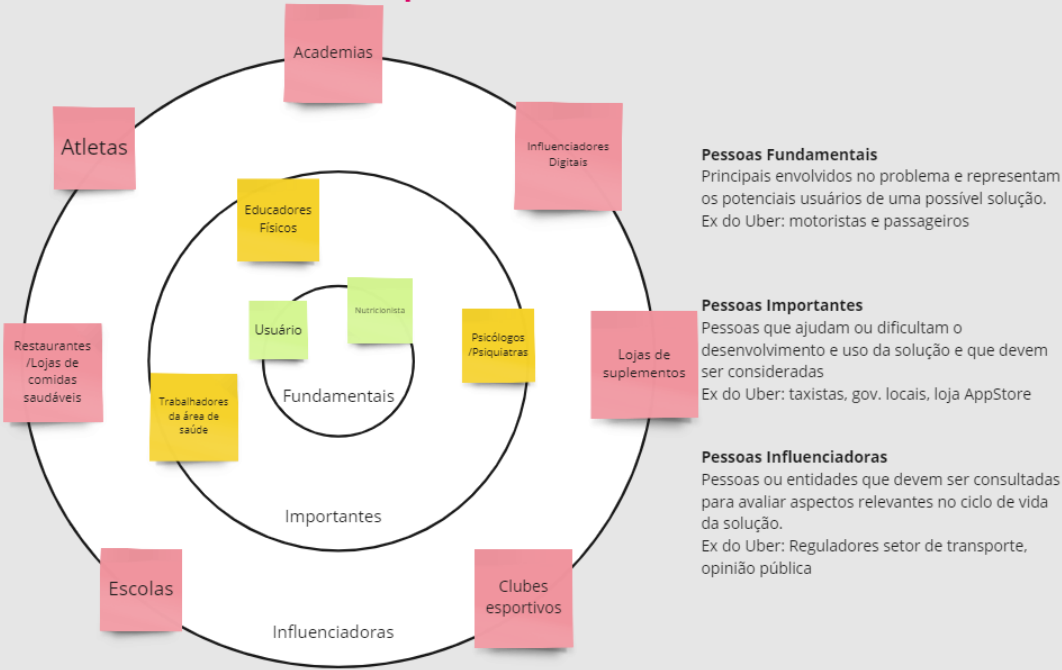 Academias
Atletas
Influenciadores
Digitais
Educadores
Físicos
Usuário
Nutricionista
Psicólogos
/Psiquiatras
Restaurantes
/Lojas de
comidas
saudáveis
Lojas de
suplementos
Trabalhadores
da área de
saúde
Fundamentais
Importantes
Escolas
Clubes
esportivos
Influenciadoras
Pessoas Fundamentais
Principais envolvidos no problema e representam
os potenciais usuários de uma possível solução.
Ex do Uber: motoristas e passageiros
Pessoas Importantes
Pessoas que ajudam ou dificultam o
desenvolvimento e uso da solução e que devem
ser consideradas
Ex do Uber: taxistas, gov. locais, loja AppStore
Pessoas Influenciadoras
Pessoas ou entidades que devem ser consultadas
para avaliar aspectos relevantes no ciclo de vida
da solução.
Ex do Uber: Reguladores setor de transporte,
opinião pública